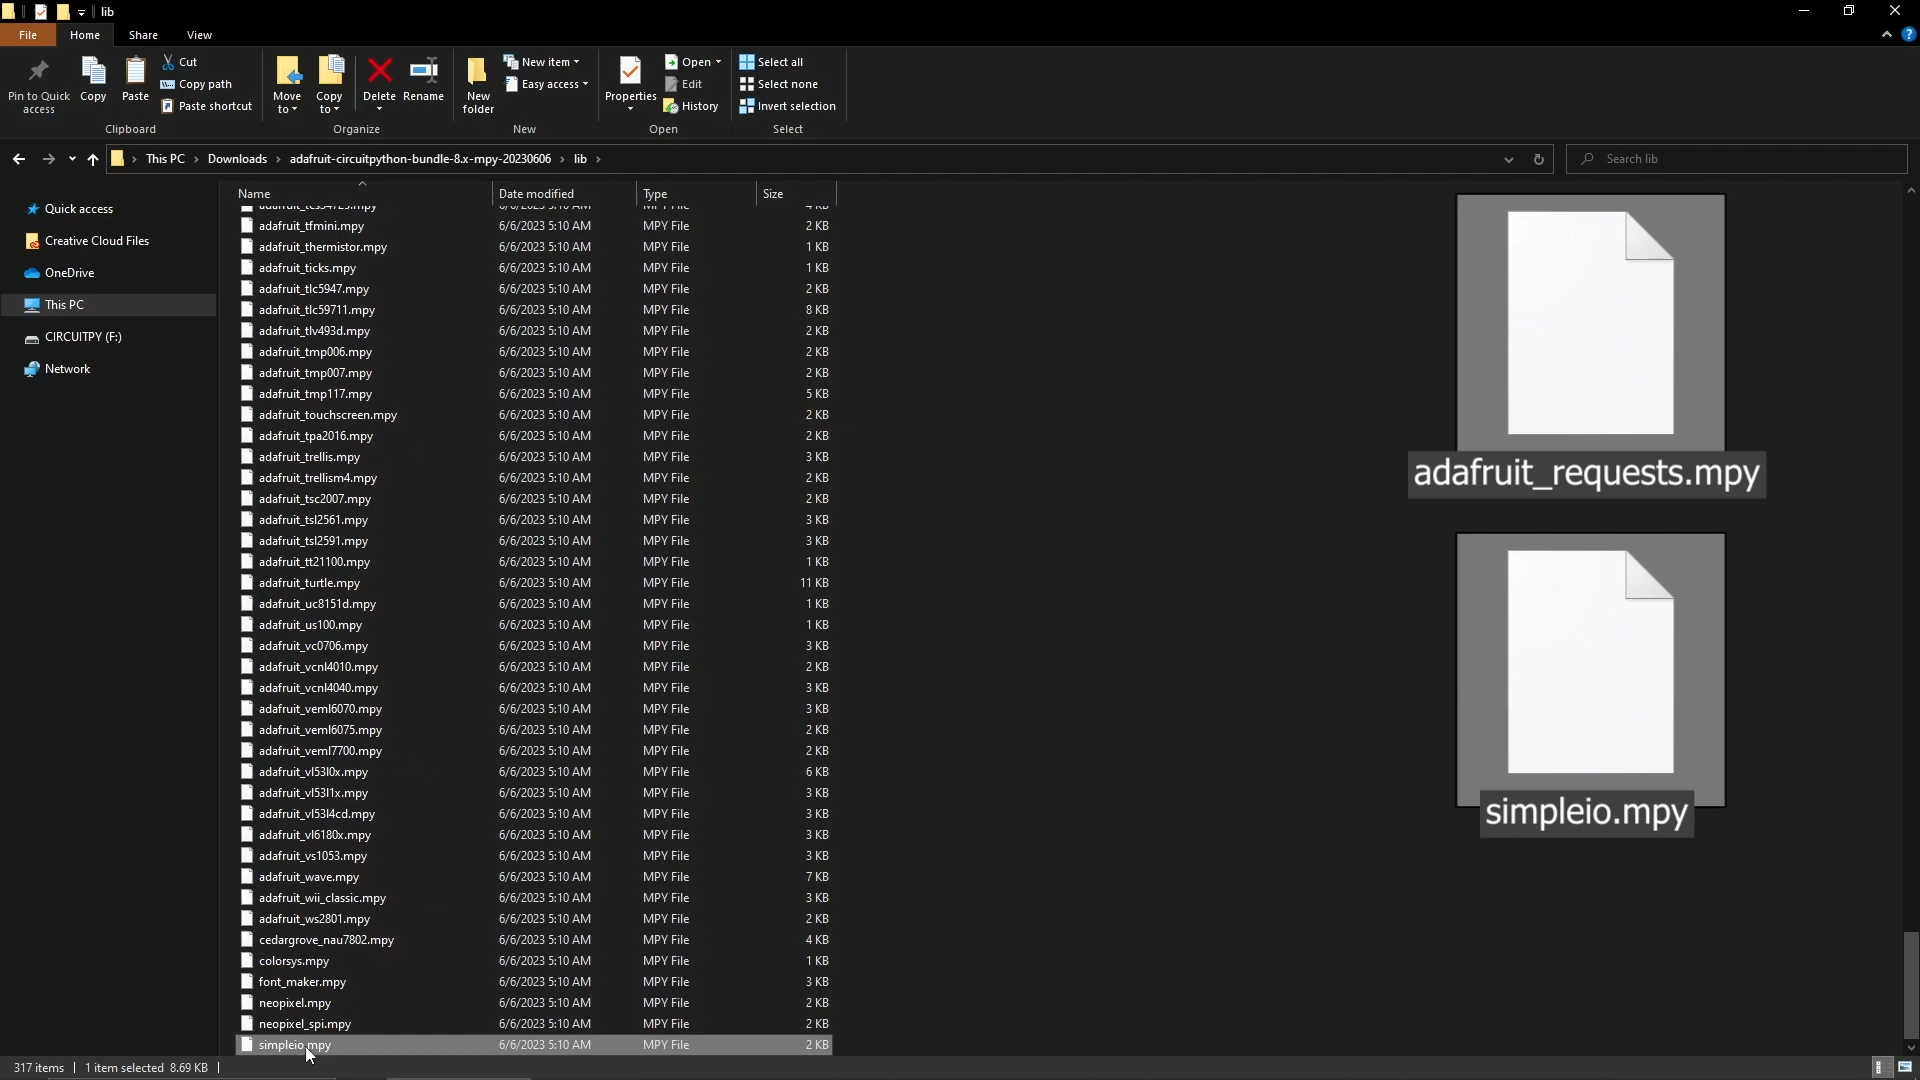 lib
File Home Share View
Pin to Quick access
Copy
Paste
Cut
Copy path
Paste shortcut
Clipboard
Move to
Copy to
Delete
Rename
Organize
New folder
New item
Easy access
New
Properties
Open
Edit
History
Open
Select all
Select none
Invert selection
Select
This PC > Downloads > adafruit-circuitpython-bundle-8.x-mpy-20230606 > lib >
Search lib
Quick access
Creative Cloud Files
OneDrive
This PC
CIRCUITPY (F:)
Network
Name Date modified Type Size
adafruit_tfmini.mpy 6/6/2023 5:10 AM MPY File 2 KB
adafruit_thermistor.mpy 6/6/2023 5:10 AM MPY File 1 KB
adafruit_ticks.mpy 6/6/2023 5:10 AM MPY File 1 KB
adafruit_tlc5947.mpy 6/6/2023 5:10 AM MPY File 2 KB
adafruit_tlc59711.mpy 6/6/2023 5:10 AM MPY File 8 KB
adafruit_tlv493d.mpy 6/6/2023 5:10 AM MPY File 2 KB
adafruit_tmp006.mpy 6/6/2023 5:10 AM MPY File 2 KB
adafruit_tmp007.mpy 6/6/2023 5:10 AM MPY File 2 KB
adafruit_tmp117.mpy 6/6/2023 5:10 AM MPY File 5 KB
adafruit_touchscreen.mpy 6/6/2023 5:10 AM MPY File 2 KB
adafruit_tpa2016.mpy 6/6/2023 5:10 AM MPY File 2 KB
adafruit_trellis.mpy 6/6/2023 5:10 AM MPY File 3 KB
adafruit_trellism4.mpy 6/6/2023 5:10 AM MPY File 2 KB
adafruit_tsc2007.mpy 6/6/2023 5:10 AM MPY File 2 KB
adafruit_tsl2561.mpy 6/6/2023 5:10 AM MPY File 3 KB
adafruit_tsl2591.mpy 6/6/2023 5:10 AM MPY File 3 KB
adafruit_tt21100.mpy 6/6/2023 5:10 AM MPY File 1 KB
adafruit_turtle.mpy 6/6/2023 5:10 AM MPY File 11 KB
adafruit_uc8151d.mpy 6/6/2023 5:10 AM MPY File 1 KB
adafruit_us100.mpy 6/6/2023 5:10 AM MPY File 1 KB
adafruit_vc0706.mpy 6/6/2023 5:10 AM MPY File 3 KB
adafruit_vcnl4010.mpy 6/6/2023 5:10 AM MPY File 2 KB
adafruit_vcnl4040.mpy 6/6/2023 5:10 AM MPY File 3 KB
adafruit_veml6070.mpy 6/6/2023 5:10 AM MPY File 3 KB
adafruit_veml6075.mpy 6/6/2023 5:10 AM MPY File 2 KB
adafruit_veml7700.mpy 6/6/2023 5:10 AM MPY File 2 KB
adafruit_vl53l0x.mpy 6/6/2023 5:10 AM MPY File 6 KB
adafruit_vl53l1x.mpy 6/6/2023 5:10 AM MPY File 3 KB
adafruit_vl53l4cd.mpy 6/6/2023 5:10 AM MPY File 3 KB
adafruit_vl6180x.mpy 6/6/2023 5:10 AM MPY File 3 KB
adafruit_vs1053.mpy 6/6/2023 5:10 AM MPY File 3 KB
adafruit_wave.mpy 6/6/2023 5:10 AM MPY File 7 KB
adafruit_wii_classic.mpy 6/6/2023 5:10 AM MPY File 3 KB
adafruit_ws2801.mpy 6/6/2023 5:10 AM MPY File 2 KB
cedargrove_nau7802.mpy 6/6/2023 5:10 AM MPY File 4 KB
colorsys.mpy 6/6/2023 5:10 AM MPY File 1 KB
font_maker.mpy 6/6/2023 5:10 AM MPY File 3 KB
neopixel.mpy 6/6/2023 5:10 AM MPY File 2 KB
neopixel_spi.mpy 6/6/2023 5:10 AM MPY File 2 KB
simpleio.mpy 6/6/2023 5:10 AM MPY File 2 KB
adafruit_requests.mpy
simpleio.mpy
317 items 1 item selected 8.69 KB